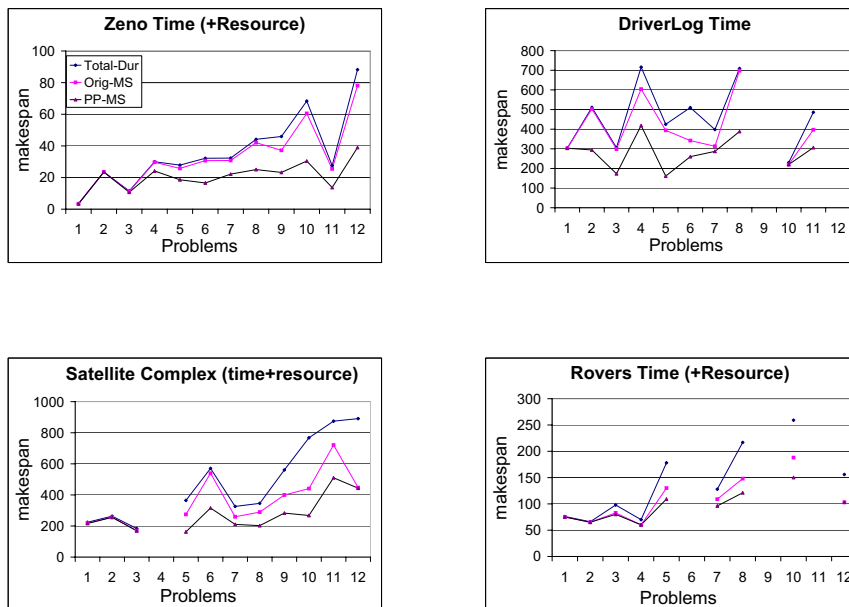 Zeno Time (+Resource)
makespan
100
80
60
40
20
0
Total-Dur
Orig-MS
PP-MS
1 2 3 4 5 6 7 8 9 10 11 12
Problems
DriverLog Time
makespan
800
700
600
500
400
300
200
100
0
1 2 3 4 5 6 7 8 9 10 11 12
Problems
Satellite Complex (time+resource)
makespan
1000
800
600
400
200
0
1 2 3 4 5 6 7 8 9 10 11 12
Problems
Rovers Time (+Resource)
makespan
300
250
200
150
100
50
0
1 2 3 4 5 6 7 8 9 10 11 12
Problems